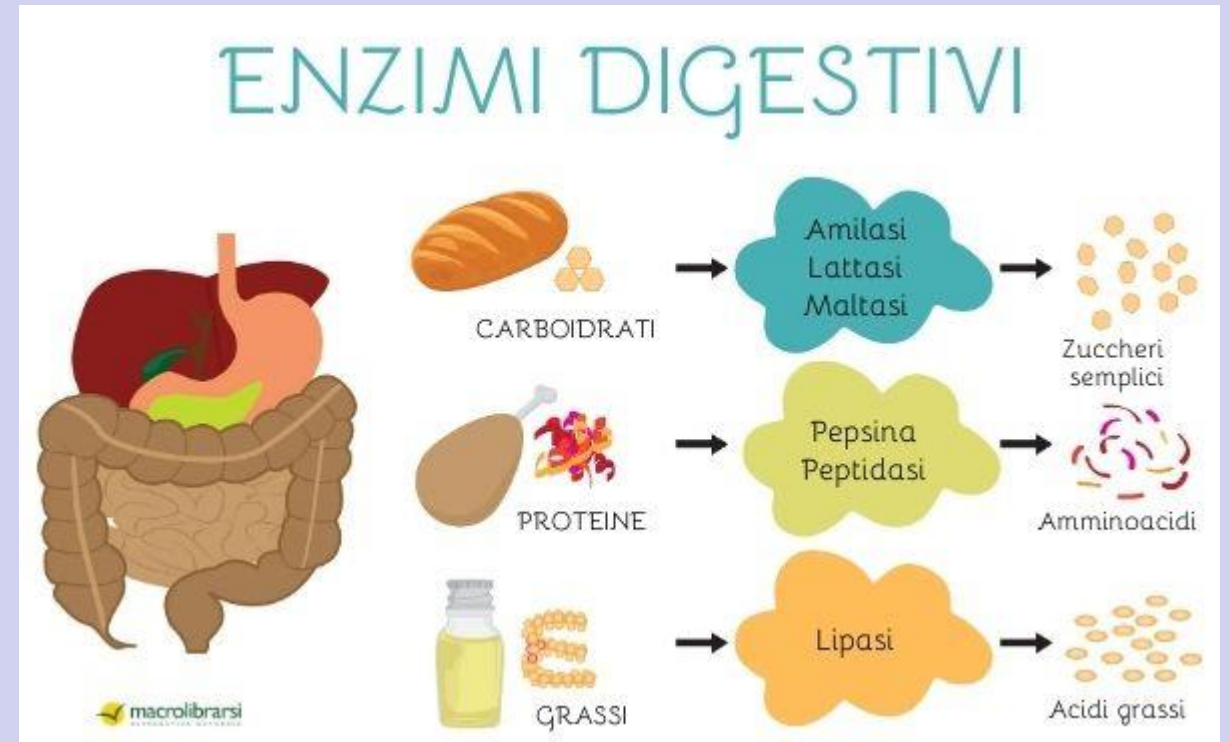 ENZIMI DIGESTIVI
CARBOIDRATI
Amilasi
Lattasi
Maltasi
Zuccheri
semplici
PROTEINE
Pepsina
Peptidasi
Amminoacidi
GRASSI
Lipasi
Acidi grassi
macrolibrarsi